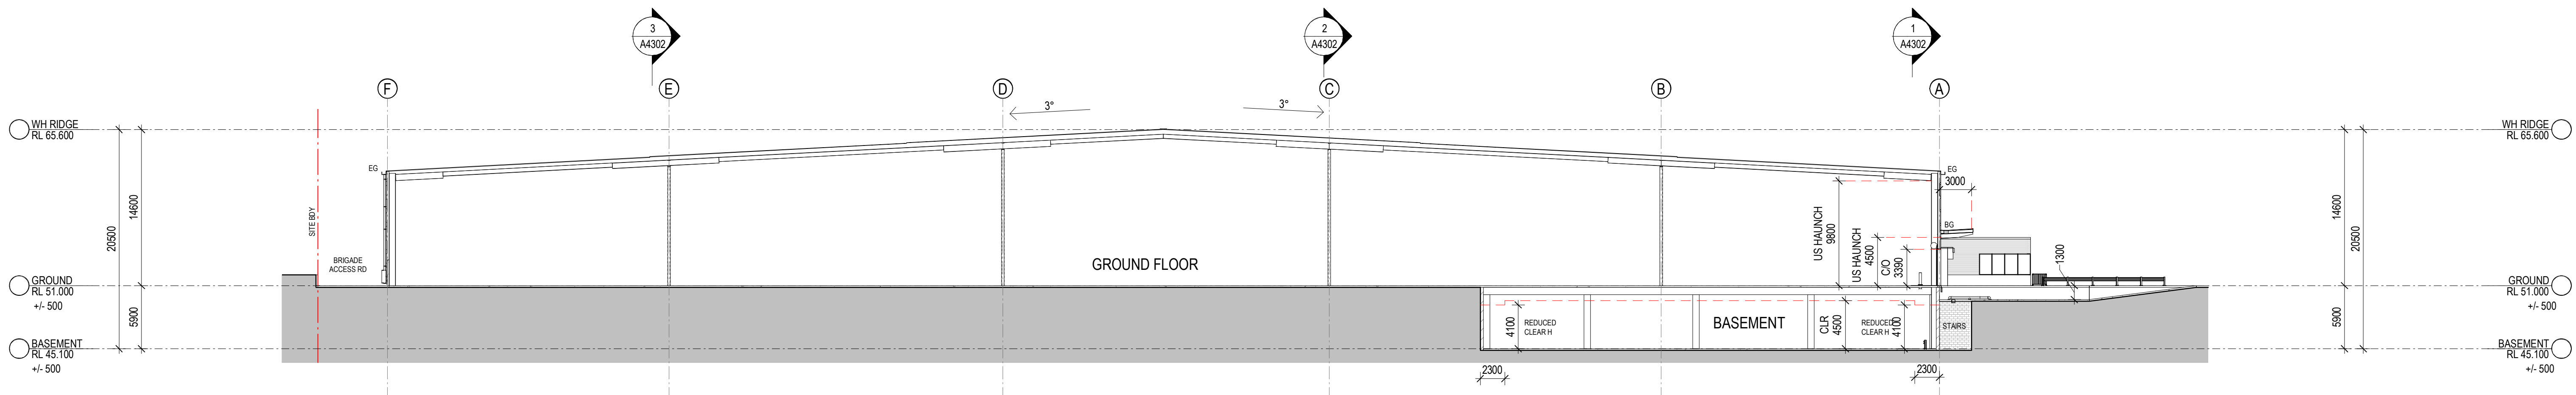 3
A4302
2
A4302
1
A4302
F
E
D
C
B
A
3°
3°
WH RIDGE
RL 65.600
WH RIDGE
RL 65.600
EG
EG
3000
14600
20500
SITE BDY
BRIGADE
ACCESS RD
GROUND FLOOR
US HAUNCH
9800
US HAUNCH
4500
C/O
3390
BG
1300
14600
20500
GROUND
RL 51.000
+/- 500
GROUND
RL 51.000
+/- 500
5900
4100
REDUCED
CLEAR H
BASEMENT
CLR
4500
REDUCED
CLEAR H
4100
STAIRS
5900
BASEMENT
RL 45.100
+/- 500
BASEMENT
RL 45.100
+/- 500
2300
2300